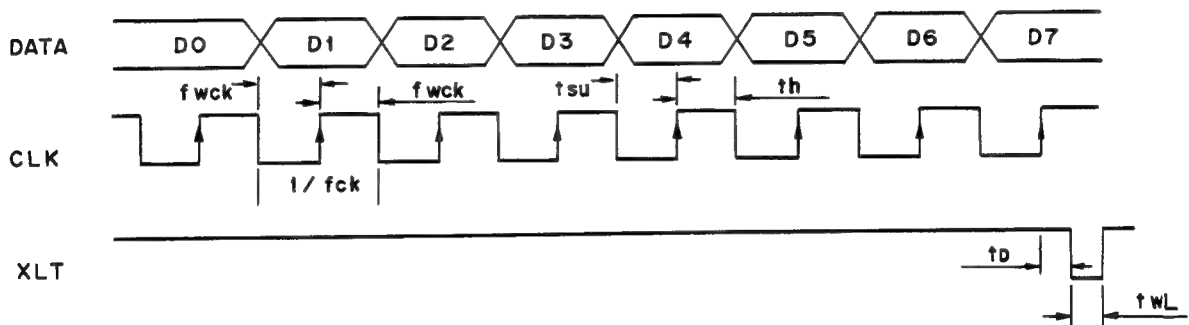 DATA D0 D1 D2 D3 D4 D5 D6 D7
fwck fwck tsu th
CLK
1/fck
XLT
tD
twL